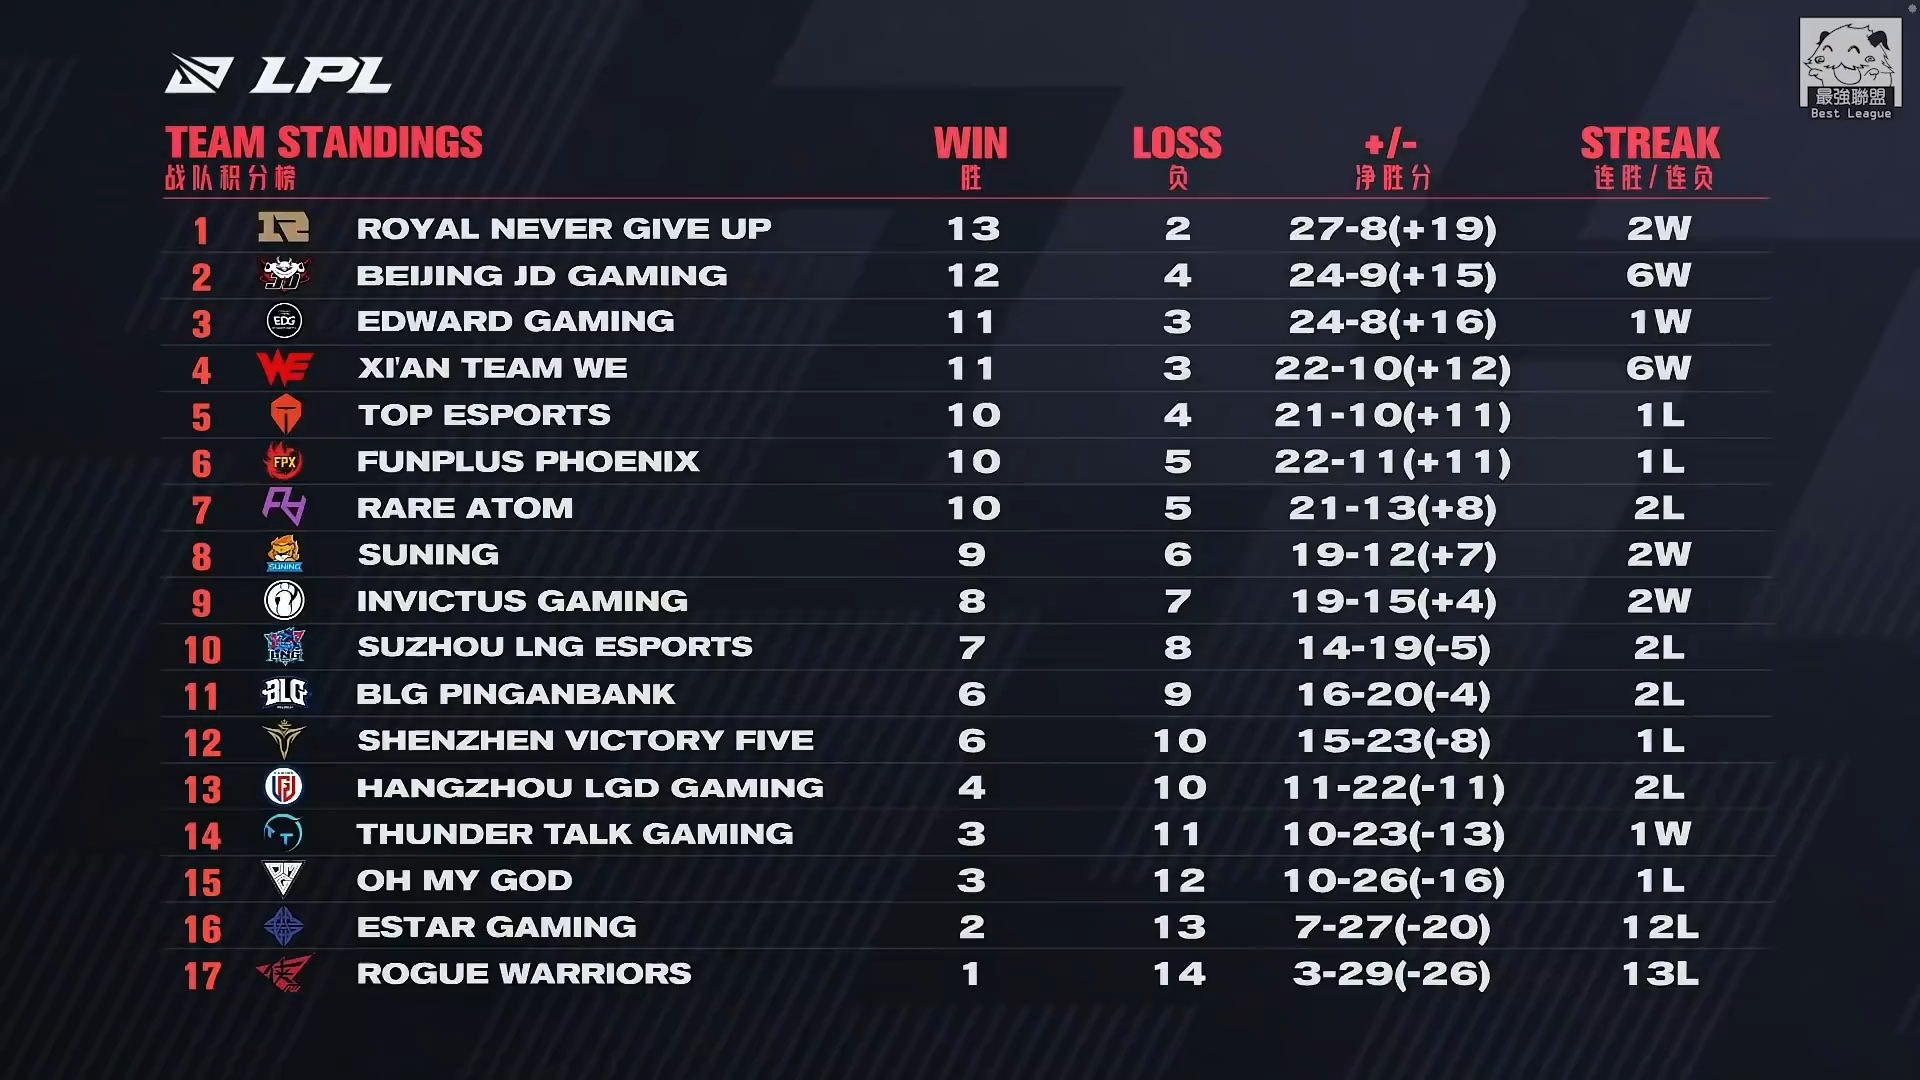 LPL
最強聯盟
Best League
TEAM STANDINGS WIN LOSS +/- STREAK
战队积分榜 胜 负 净胜分 连胜/连负
1 ROYAL NEVER GIVE UP 13 2 27-8(+19) 2W
2 JD BEIJING JD GAMING 12 4 24-9(+15) 6W
3 EDG EDWARD GAMING 11 3 24-8(+16) 1W
4 WE XI'AN TEAM WE 11 3 22-10(+12) 6W
5 TOP ESPORTS 10 4 21-10(+11) 1L
6 FPX FUNPLUS PHOENIX 10 5 22-11(+11) 1L
7 RARE ATOM 10 5 21-13(+8) 2L
8 SUNING SUNING 9 6 19-12(+7) 2W
9 INVICTUS GAMING 8 7 19-15(+4) 2W
10 LNG SUZHOU LNG ESPORTS 7 8 14-19(-5) 2L
11 BLG BLG PINGANBANK 6 9 16-20(-4) 2L
12 SHENZHEN VICTORY FIVE 6 10 15-23(-8) 1L
13 HANGZHOU LGD GAMING 4 10 11-22(-11) 2L
14 THUNDER TALK GAMING 3 11 10-23(-13) 1W
15 OH MY GOD 3 12 10-26(-16) 1L
16 ESTAR GAMING 2 13 7-27(-20) 12L
17 ROGUE WARRIORS 1 14 3-29(-26) 13L